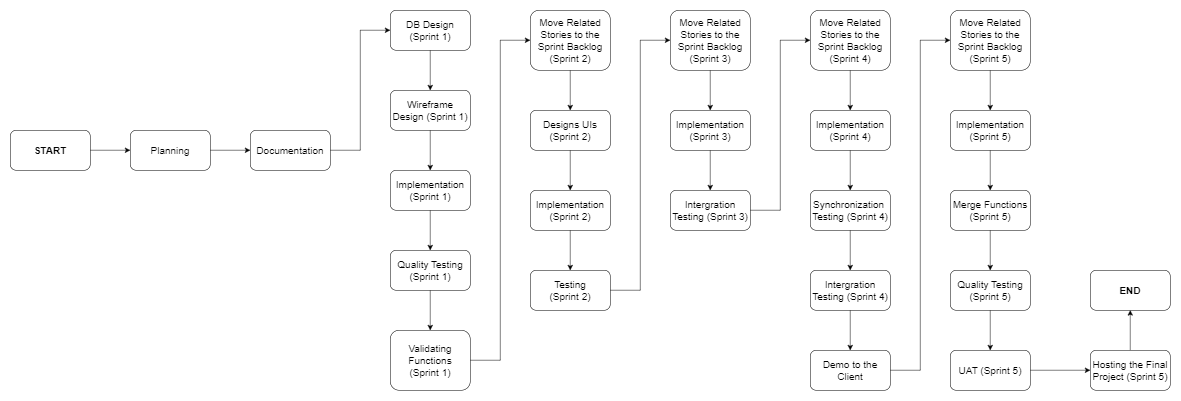 START
Planning
Documentation
DB Design
(Sprint 1)
Wireframe
Design (Sprint 1)
Implementation
(Sprint 1)
Quality Testing
(Sprint 1)
Validating
Functions
(Sprint 1)
Move Related
Stories to the
Sprint Backlog
(Sprint 2)
Designs UIs
(Sprint 2)
Implementation
(Sprint 2)
Testing
(Sprint 2)
Move Related
Stories to the
Sprint Backlog
(Sprint 3)
Implementation
(Sprint 3)
Intergration
Testing (Sprint 3)
Move Related
Stories to the
Sprint Backlog
(Sprint 4)
Implementation
(Sprint 4)
Synchronization
Testing (Sprint 4)
Intergration
Testing (Sprint 4)
Demo to the
Client
Move Related
Stories to the
Sprint Backlog
(Sprint 5)
Implementation
(Sprint 5)
Merge Functions
(Sprint 5)
Quality Testing
(Sprint 5)
UAT (Sprint 5)
Hosting the Final
Project (Sprint 5)
END